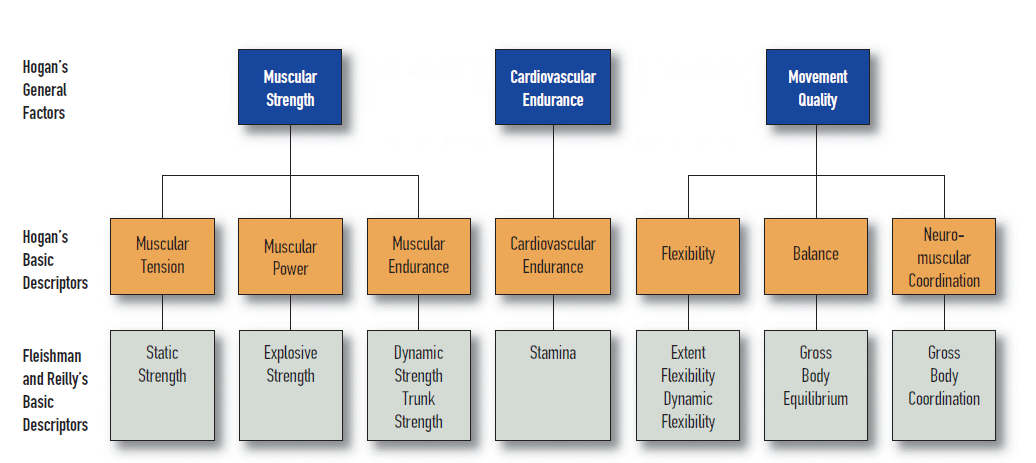 Hogan's
General
Factors
Muscular
Strength
Cardiovascular
Endurance
Movement
Quality
Hogan's
Basic
Descriptors
Muscular
Tension
Muscular
Power
Muscular
Endurance
Cardiovascular
Endurance
Flexibility
Balance
Neuro-
muscular
Coordination
Fleishman
and Reilly's
Basic
Descriptors
Static
Strength
Explosive
Strength
Dynamic
Strength
Trunk
Strength
Stamina
Extent
Flexibility
Dynamic
Flexibility
Gross
Body
Equilibrium
Gross
Body
Coordination